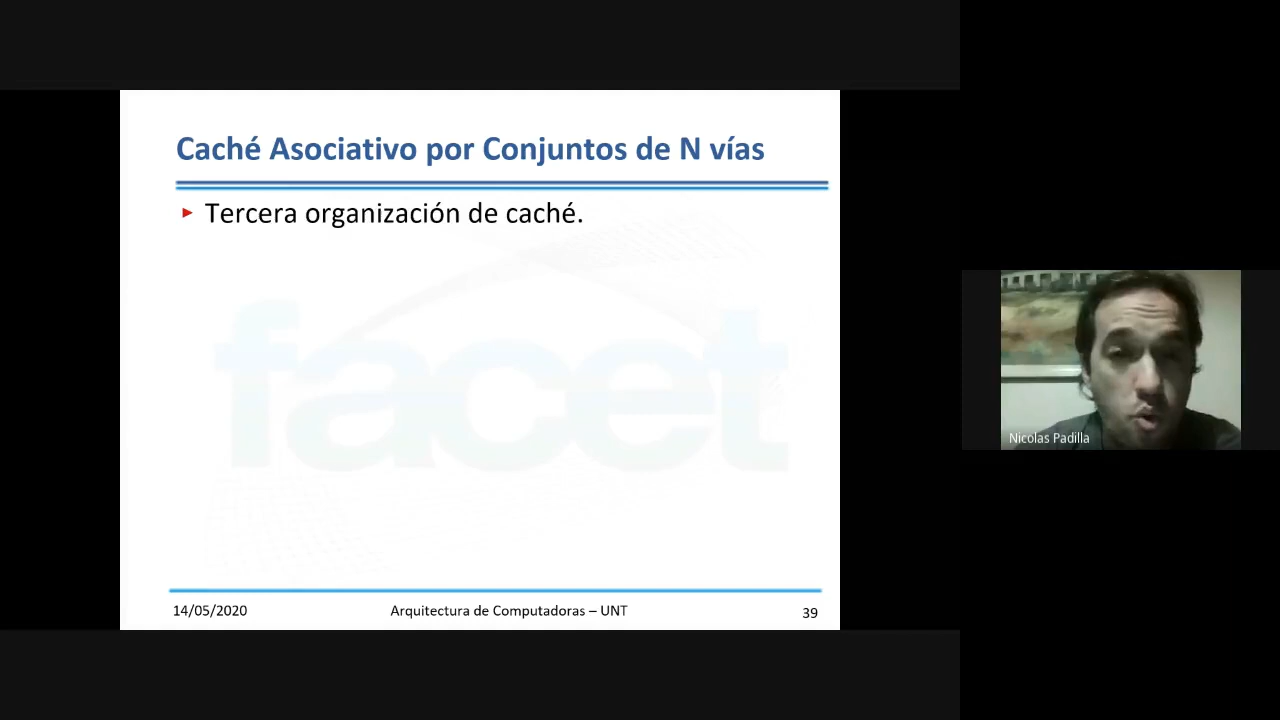 Caché Asociativo por Conjuntos de N vías
▸ Tercera organización de caché.
facet
14/05/2020
Arquitectura de Computadoras – UNT
39
Nicolas Padilla